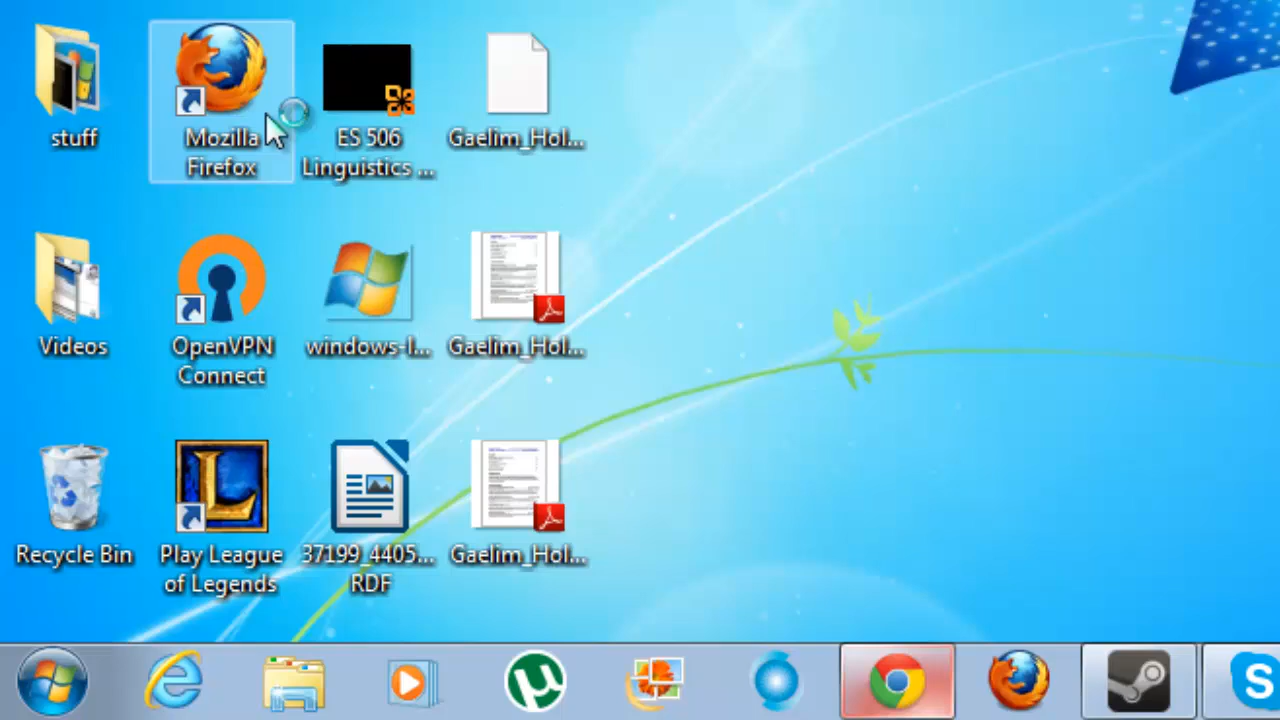 stuff
Mozilla
Firefox
ES 506
Linguistics ...
Gaelim_Hol...
Videos
OpenVPN
Connect
windows-l...
Gaelim_Hol...
Recycle Bin
Play League
of Legends
37199_4405...
RDF
Gaelim_Hol...